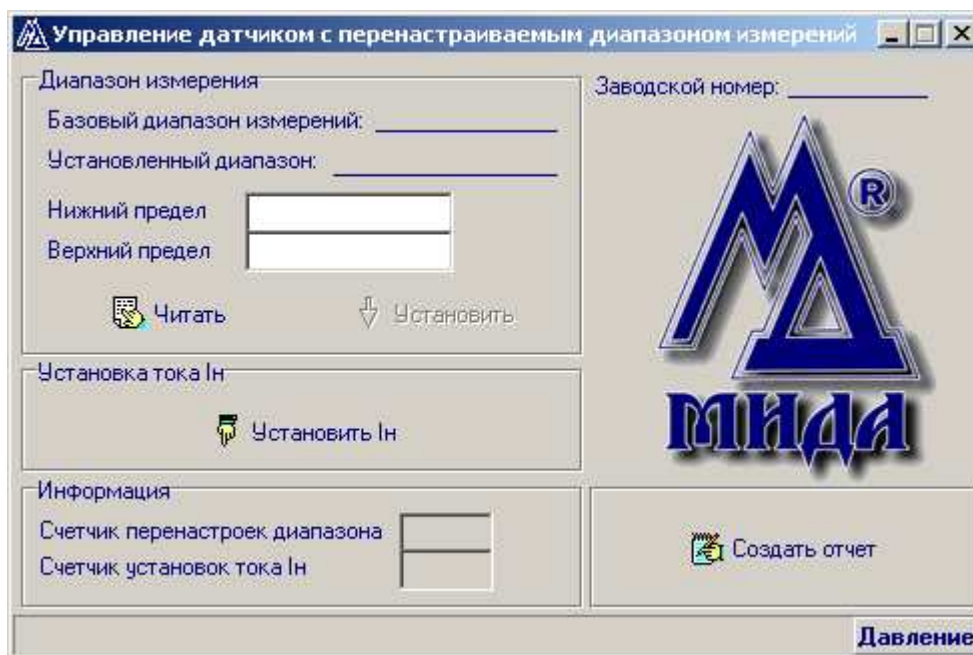 Управление датчиком с перенастраиваемым диапазоном измерений
Диапазон измерения
Базовый диапазон измерений:
Установленный диапазон:
Нижний предел
Верхний предел
Читать
Установить
Установка тока Iн
Установить Iн
Информация
Счетчик перенастроек диапазона
Счетчик установок тока Iн
Заводской номер:
®
МИДА
Создать отчет
Давление